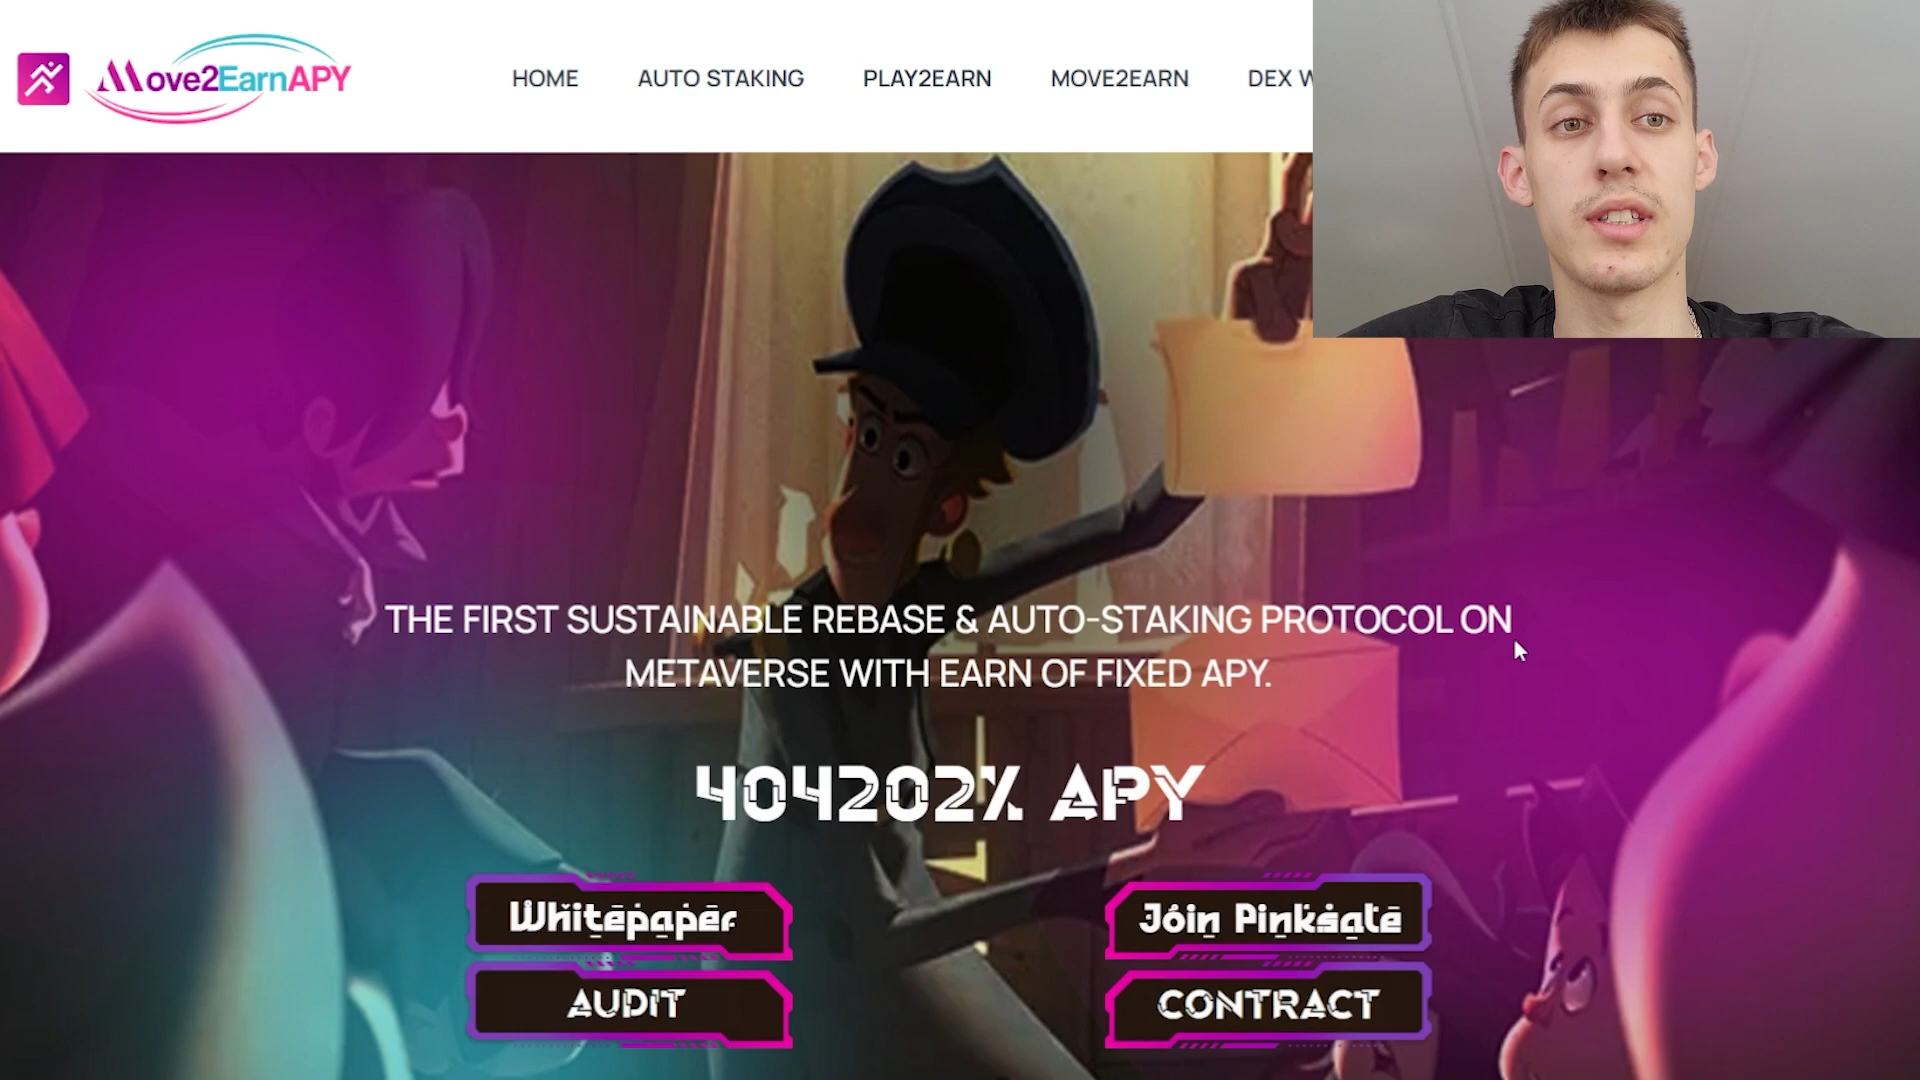 Move2EarnAPY
HOME AUTO STAKING PLAY2EARN MOVE2EARN DEX W
THE FIRST SUSTAINABLE REBASE & AUTO-STAKING PROTOCOL ON
METAVERSE WITH EARN OF FIXED APY.
404202% APY
Whitepaper Join Pinksale
AUDIT CONTRACT